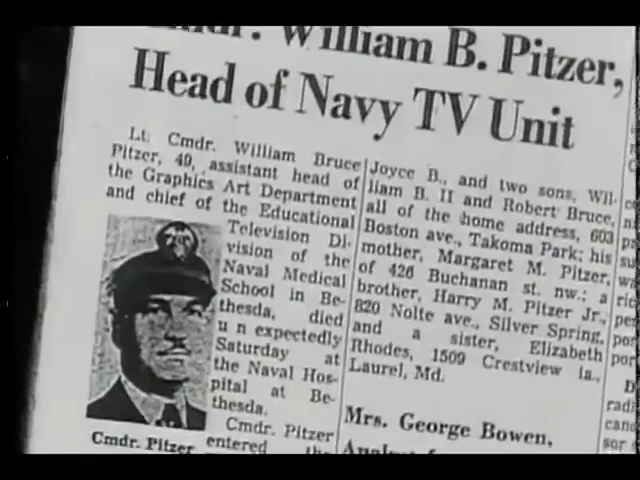 Cmdr. William B. Pitzer,
Head of Navy TV Unit
Lt. Cmdr. William Bruce
Pitzer, 49, assistant head of
the Graphics Art Department
and chief of the Educational
Television Di-
vision of the
Naval Medical
School in Be-
thesda, died
unexpectedly
Saturday at
the Naval Hos-
pital at Be-
thesda.
Cmdr. Pitzer
entered the
Cmdr. Pitzer
Joyce B., and two sons, Wil-
liam B. II and Robert Bruce,
all of the home address, 603
Boston ave., Takoma Park; his
mother, Margaret M. Pitzer,
of 426 Buchanan st. nw.; a
brother, Harry M. Pitzer Jr.,
820 Nolte ave., Silver Spring,
and a sister, Elizabeth
Rhodes, 1509 Crestview la.,
Laurel, Md.
Mrs. George Bowen,